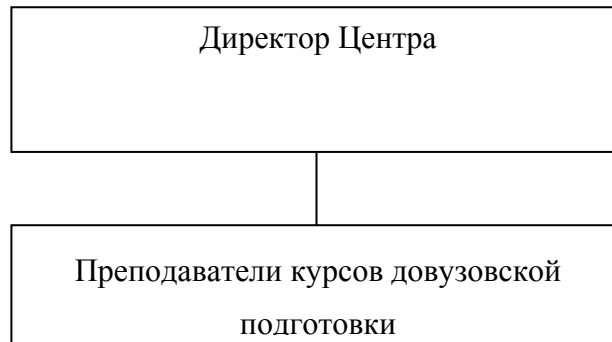 Директор Центра
Преподаватели курсов довузовской
подготовки